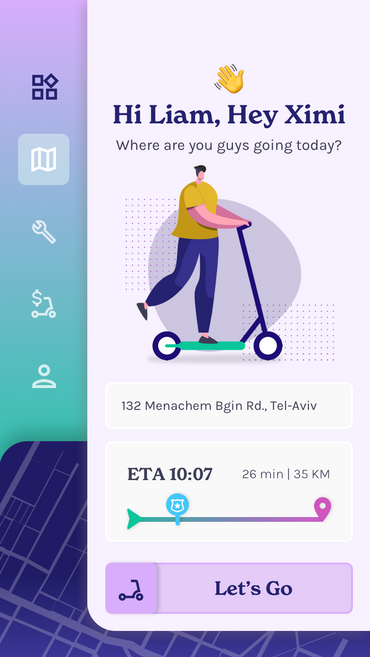 Hi Liam, Hey Ximi
Where are you guys going today?
$
132 Menachem Bgin Rd., Tel-Aviv
ETA 10:07
26 min | 35 KM
Let's Go